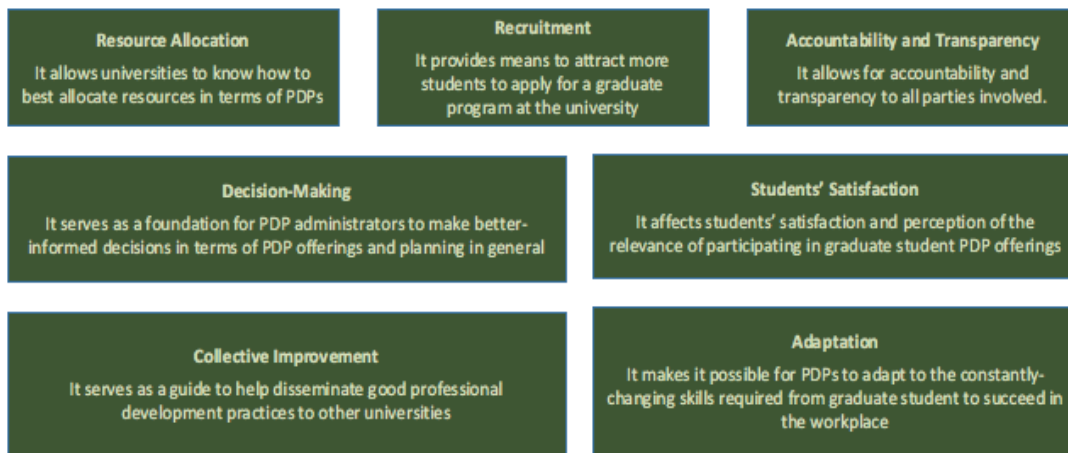 Resource Allocation
It allows universities to know how to
best allocate resources in terms of PDPs
Recruitment
It provides means to attract more
students to apply for a graduate
program at the university
Accountability and Transparency
It allows for accountability and
transparency to all parties involved.
Decision-Making
It serves as a foundation for PDP administrators to make better-
informed decisions in terms of PDP offerings and planning in general
Students’ Satisfaction
It affects students’ satisfaction and perception of the
relevance of participating in graduate student PDP offerings
Collective Improvement
It serves as a guide to help disseminate good professional
development practices to other universities
Adaptation
It makes it possible for PDPs to adapt to the constantly-
changing skills required from graduate student to succeed in
the workplace